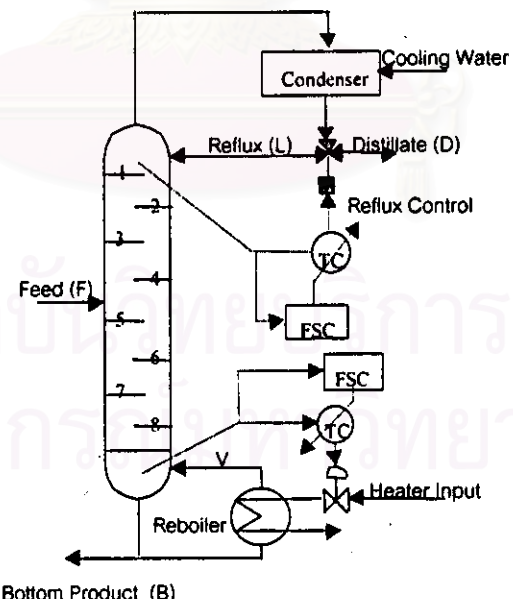 Cooling Water
Condenser
Reflux (L)
Distillate (D)
1
2
Reflux Control
3
TC
4
Feed (F)
5
FSC
6
FSC
7
8
TC
V
Heater Input
Reboiler
Bottom Product (B)